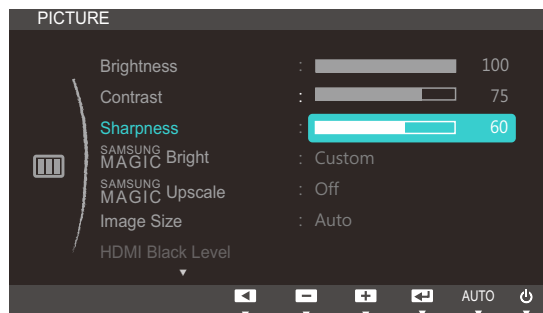 PICTURE
Brightness : 100
Contrast : 75
Sharpness : 60
SAMSUNG MAGIC Bright : Custom
SAMSUNG MAGIC Upscale : Off
Image Size : Auto
HDMI Black Level
AUTO